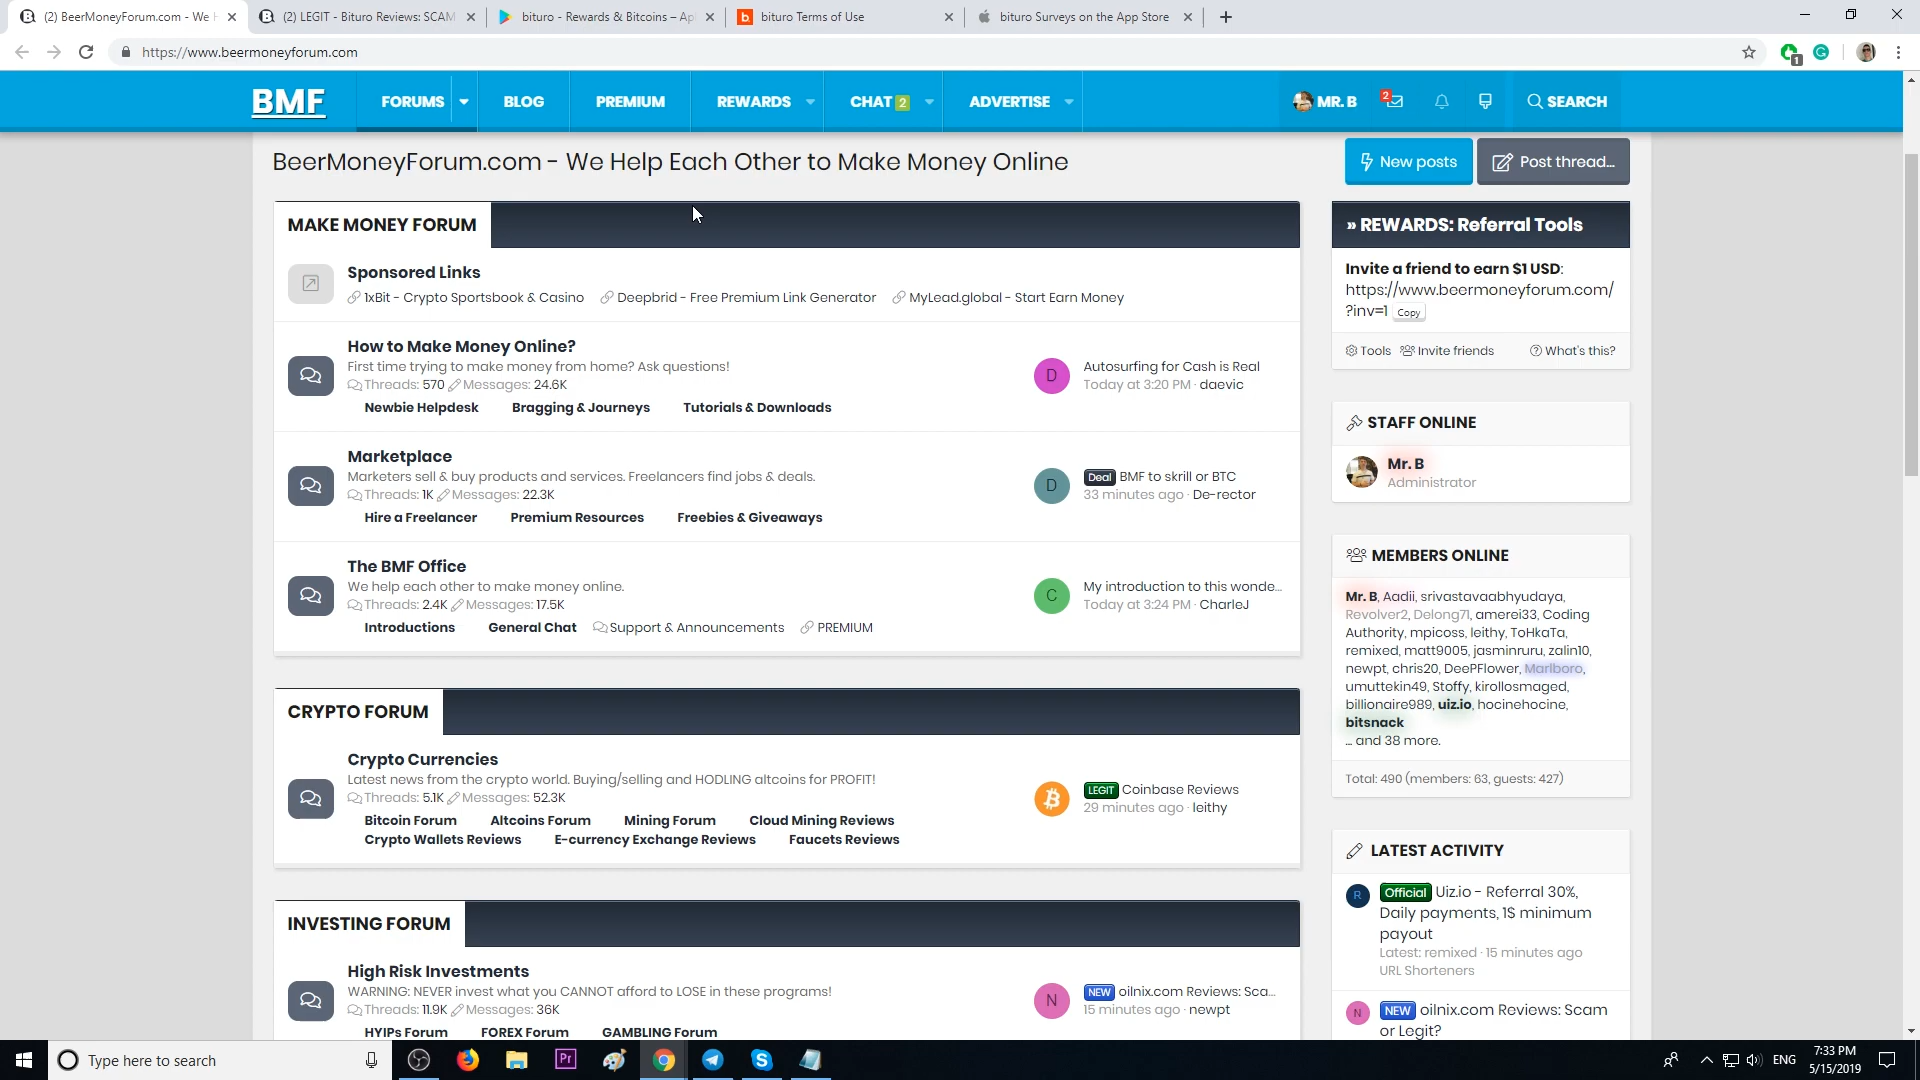 (2) BeerMoneyForum.com - We H
(2) LEGIT - Bituro Reviews: SCAM
bituro - Rewards & Bitcoins – Ap
bituro Terms of Use
bituro Surveys on the App Store
https://www.beermoneyforum.com
1
BMF
FORUMS
BLOG
PREMIUM
REWARDS
CHAT 2
ADVERTISE
MR. B
2
SEARCH
BeerMoneyForum.com - We Help Each Other to Make Money Online
New posts
Post thread...
MAKE MONEY FORUM
Sponsored Links
1xBit - Crypto Sportsbook & Casino Deepbrid - Free Premium Link Generator MyLead.global - Start Earn Money
How to Make Money Online?
First time trying to make money from home? Ask questions!
Threads: 570 Messages: 24.6K
Newbie Helpdesk Bragging & Journeys Tutorials & Downloads
D
Autosurfing for Cash is Real
Today at 3:20 PM · daevic
Marketplace
Marketers sell & buy products and services. Freelancers find jobs & deals.
Threads: 1K Messages: 22.3K
Hire a Freelancer Premium Resources Freebies & Giveaways
D
Deal BMF to skrill or BTC
33 minutes ago · De-rector
The BMF Office
We help each other to make money online.
Threads: 2.4K Messages: 17.5K
Introductions General Chat Support & Announcements PREMIUM
C
My introduction to this wonde...
Today at 3:24 PM · CharleJ
CRYPTO FORUM
Crypto Currencies
Latest news from the crypto world. Buying/selling and HODLING altcoins for PROFIT!
Threads: 5.1K Messages: 52.3K
Bitcoin Forum Altcoins Forum Mining Forum Cloud Mining Reviews
Crypto Wallets Reviews E-currency Exchange Reviews Faucets Reviews
LEGIT Coinbase Reviews
29 minutes ago · leithy
INVESTING FORUM
High Risk Investments
WARNING: NEVER invest what you CANNOT afford to LOSE in these programs!
Threads: 11.9K Messages: 36K
HYIPs Forum FOREX Forum GAMBLING Forum
N
NEW oilnix.com Reviews: Sca...
15 minutes ago · newpt
» REWARDS: Referral Tools
Invite a friend to earn $1 USD:
https://www.beermoneyforum.com/
?inv=1 Copy
Tools Invite friends What's this?
STAFF ONLINE
Mr. B
Administrator
MEMBERS ONLINE
Mr. B, Aadii, srivastavaabhyudaya,
Revolver2, Delong71, amerei33, Coding
Authority, mpicoss, leithy, ToHkaTa,
remixed, matt9005, jasminruru, zalin10,
newpt, chris20, DeePFlower, Marlboro,
umuttekin49, Stoffy, kirollosmaged,
billionaire989, uiz.io, hocinehocine,
bitsnack
... and 38 more.
Total: 490 (members: 63, guests: 427)
LATEST ACTIVITY
R
Official Uiz.io - Referral 30%,
Daily payments, 1$ minimum
payout
Latest: remixed · 15 minutes ago
URL Shorteners
N
NEW oilnix.com Reviews: Scam
or Legit?
Type here to search
Pr
ENG
7:33 PM
5/15/2019